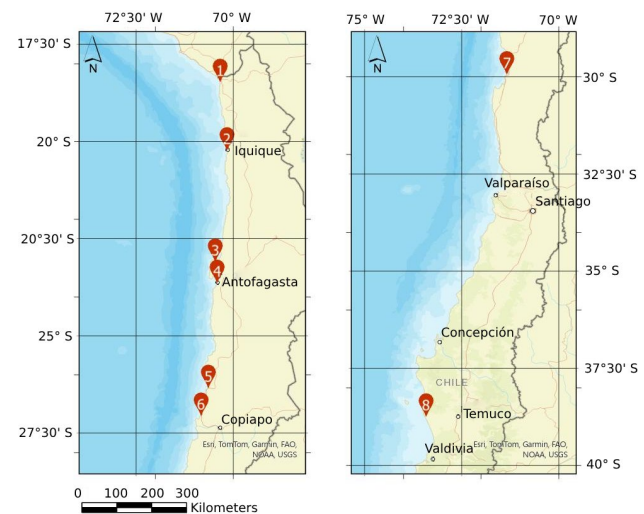 72°30' W 70° W
75° W 72°30' W 70° W
17°30' S
N
1
2
20° S
Iquique
20°30' S
3
4
Antofagasta
25° S
5
6
Copiapo
27°30' S
Esri, TomTom, Garmin, FAO,
NOAA, USGS
N
7
30° S
32°30' S
Valparaíso
Santiago
35° S
Concepción
37°30' S
CHILE
8
Temuco
Valdivia
Esri, TomTom, Garmin, FAO,
NOAA, USGS
40° S
0 100 200 300
Kilometers